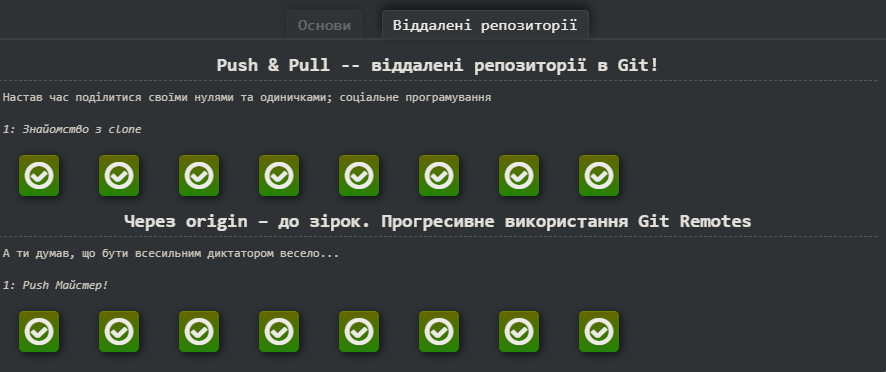 Основи
Віддалені репозиторії
Push & Pull -- віддалені репозиторії в Git!
Настав час поділитися своїми нулями та одиничками; соціальне програмування
1: Знайомство з clone
Через origin – до зірок. Прогресивне використання Git Remotes
А ти думав, що бути всесильним диктатором весело...
1: Push Майстер!